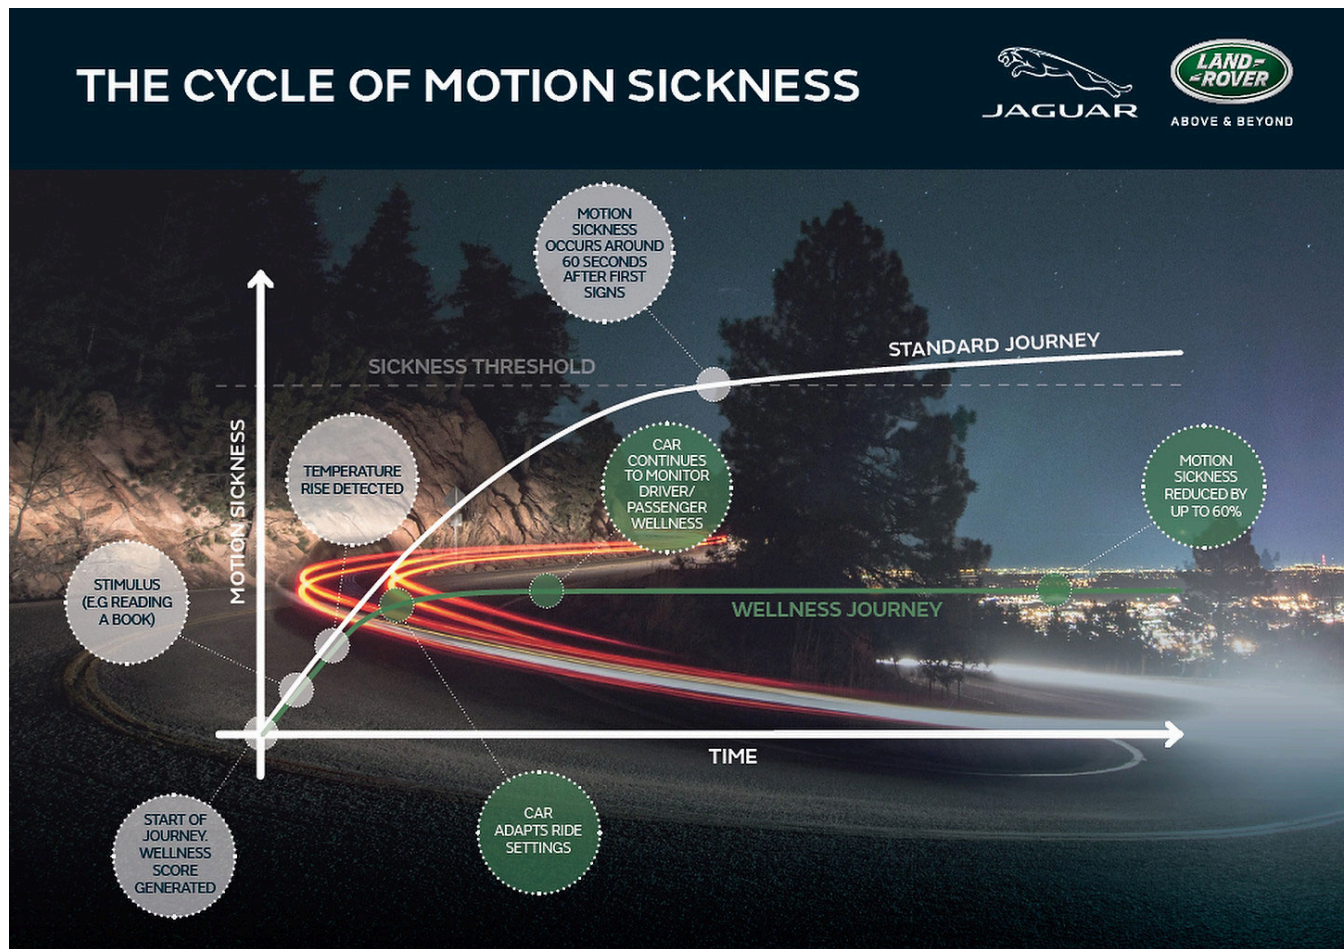 THE CYCLE OF MOTION SICKNESS
JAGUAR
LAND-
-ROVER
ABOVE & BEYOND
MOTION
SICKNESS
OCCURS AROUND
60 SECONDS
AFTER FIRST
SIGNS
STANDARD JOURNEY
SICKNESS THRESHOLD
MOTION SICKNESS
TEMPERATURE
RISE DETECTED
CAR
CONTINUES
TO MONITOR
DRIVER/
PASSENGER
WELLNESS
MOTION
SICKNESS
REDUCED BY
UP TO 60%
STIMULUS
(E.G READING
A BOOK)
WELLNESS JOURNEY
TIME
START OF
JOURNEY.
WELLNESS
SCORE
GENERATED
CAR
ADAPTS RIDE
SETTINGS